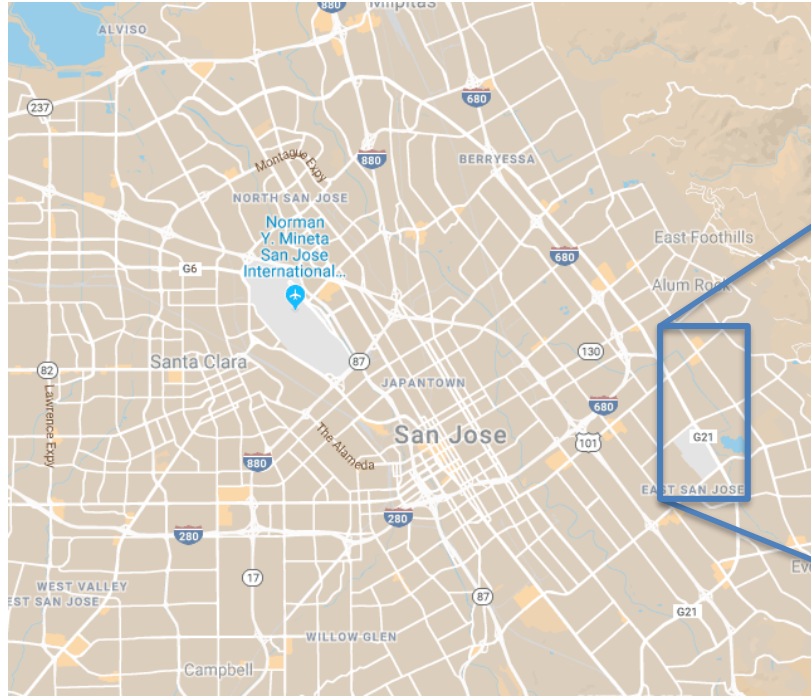 880
Milpitas
ALVISO
237
680
BERRYESSA
880
Montague Expy
NORTH SAN JOSE
Norman
Y. Mineta
San Jose
International...
G6
East Foothills
680
Alum Rock
87
130
Santa Clara
82
JAPANTOWN
Lawrence Expy
680
The Alameda
San Jose
101
G21
880
EAST SAN JOSE
280
280
17
WEST VALLEY
EST SAN JOSE
87
G21
WILLOW GLEN
Campbell